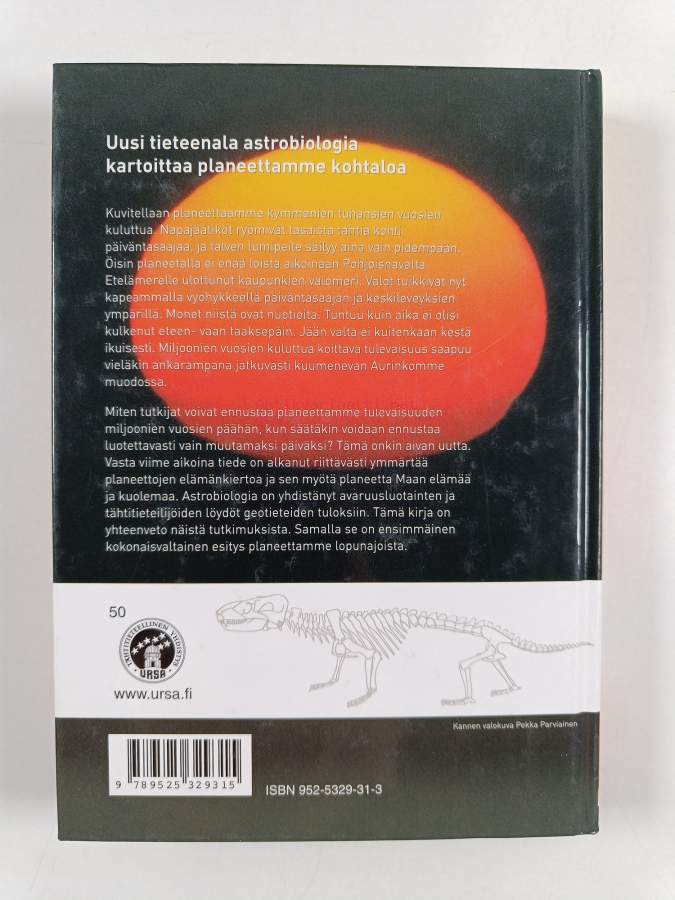 Uusi tieteenala astrobiologia
kartoittaa planeettamme kohtaloa
Kuvitellaan planeettaamme kymmenien tuhansien vuosien
kuluttua. Napajäätiköt ryömivät tasaista tahtia kohti
päiväntasaajaa, ja talven lumipeite säilyy aina vain pidempään.
Öisin planeetalla ei enää loista aikoinaan Pohjoisnavalta
Etelämerelle ulottunut kaupunkien valomeri. Valot tuikkivat nyt
kapeammalla vyöhykkeellä päiväntasaajan ja keskileveyksien
ympärillä. Monet niistä ovat nuotioita. Tuntuu kuin aika ei olisi
kulkenut eteen- vaan taaksepäin. Jään valta ei kuitenkaan kestä
ikuisesti. Miljoonien vuosien kuluttua koittava tulevaisuus saapuu
vieläkin ankarampana jatkuvasti kuumenevan Aurinkomme
muodossa.
Miten tutkijat voivat ennustaa planeettamme tulevaisuuden
miljoonien vuosien päähän, kun säätäkin voidaan ennustaa
luotettavasti vain muutamaksi päiväksi? Tämä onkin aivan uutta.
Vasta viime aikoina tiede on alkanut riittävästi ymmärtää
planeettojen elämänkiertoa ja sen myötä planeetta Maan elämää
ja kuolemaa. Astrobiologia on yhdistänyt avaruusluotainten ja
tähtitieteilijöiden löydöt geotieteiden tuloksiin. Tämä kirja on
yhteenveto näistä tutkimuksista. Samalla se on ensimmäinen
kokonaisvaltainen esitys planeettamme lopunajoista.
50
TÄHTITIETEELLINEN YHDISTYS
URSA
www.ursa.fi
Kannen valokuva Pekka Parviainen
9 789525 329315
ISBN 952-5329-31-3